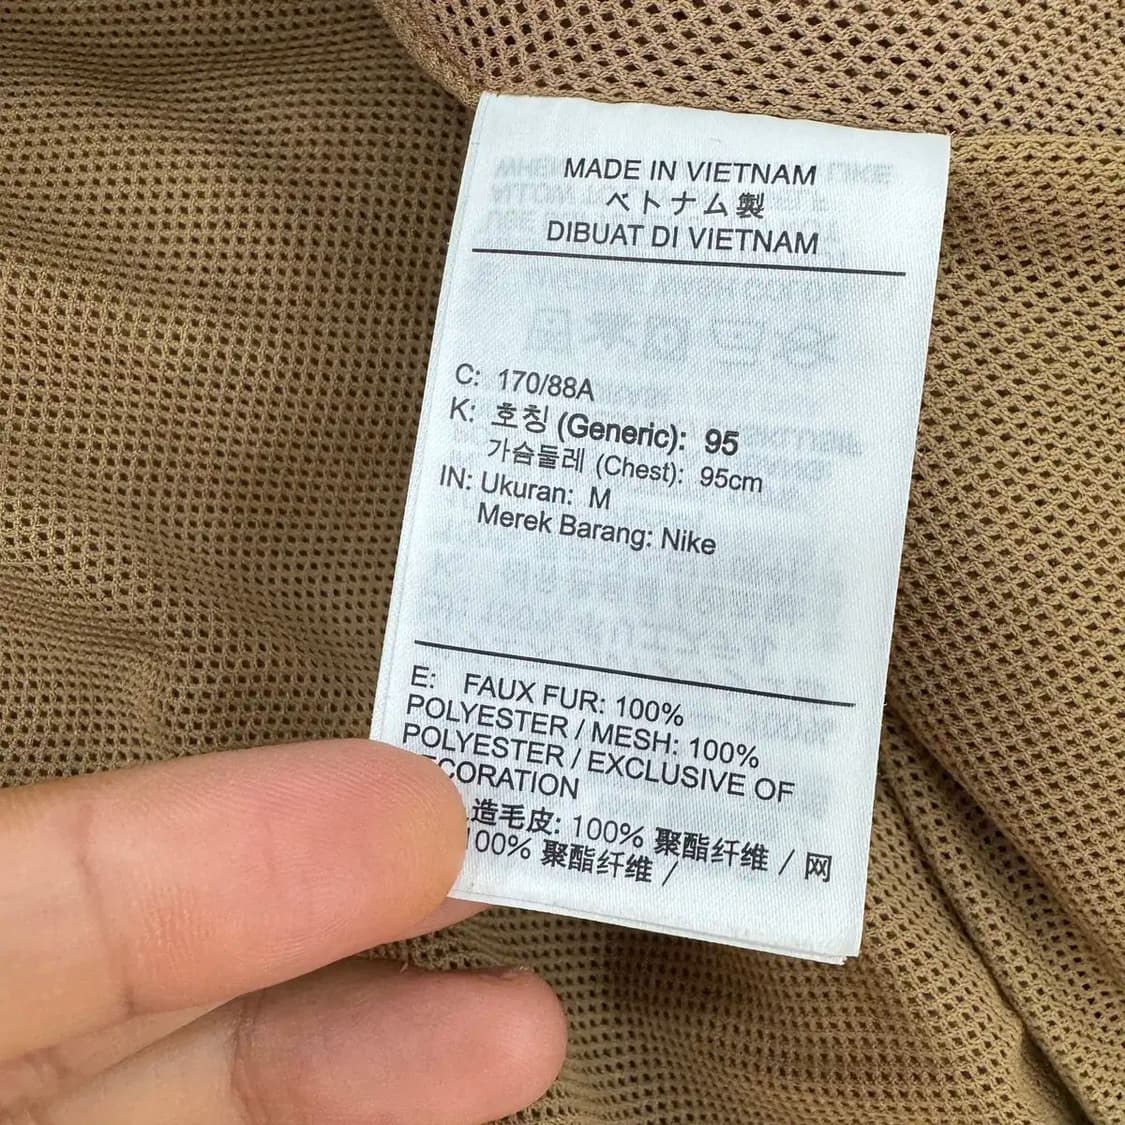 MADE IN VIETNAM
ベトナム製
DIBUAT DI VIETNAM
C: 170/88A
K: 호칭 (Generic): 95
가슴둘레 (Chest): 95cm
IN: Ukuran: M
Merek Barang: Nike
E: FAUX FUR: 100%
POLYESTER / MESH: 100%
POLYESTER / EXCLUSIVE OF
CORATION
造毛皮: 100% 聚酯纤维 / 网
100% 聚酯纤维 /